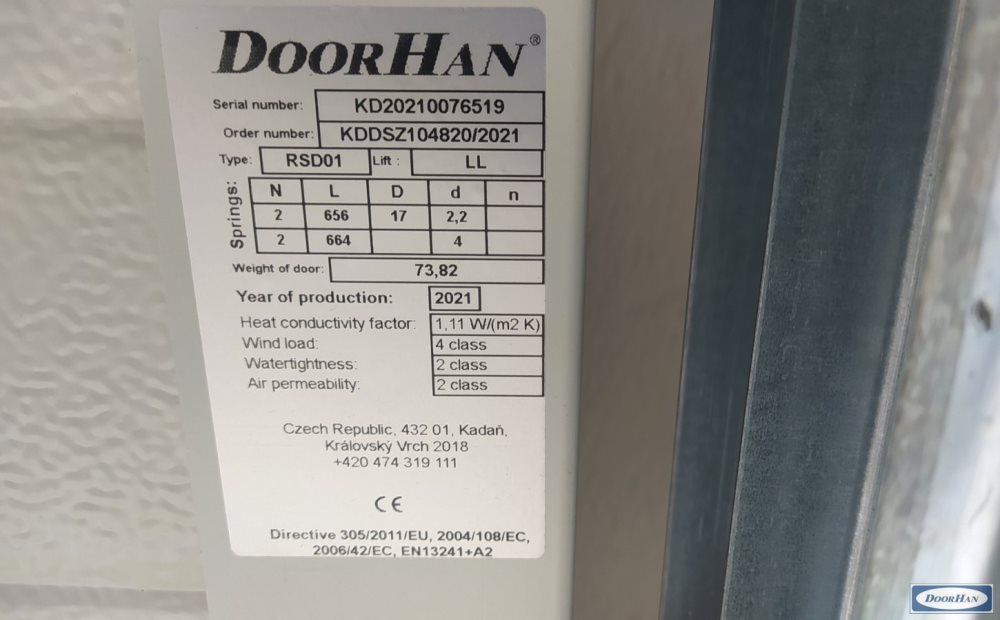 DOORHAN®
Serial number: KD20210076519
Order number: KDDSZ104820/2021
Type: RSD01 Lift : LL
Springs:
N L D d n
2 656 17 2,2
2 664 4
Weight of door: 73,82
Year of production: 2021
Heat conductivity factor: 1,11 W/(m2 K)
Wind load: 4 class
Watertightness: 2 class
Air permeability: 2 class
Czech Republic, 432 01, Kadaň,
Královský Vrch 2018
+420 474 319 111
CE
Directive 305/2011/EU, 2004/108/EC,
2006/42/EC, EN13241+A2
DOORHAN